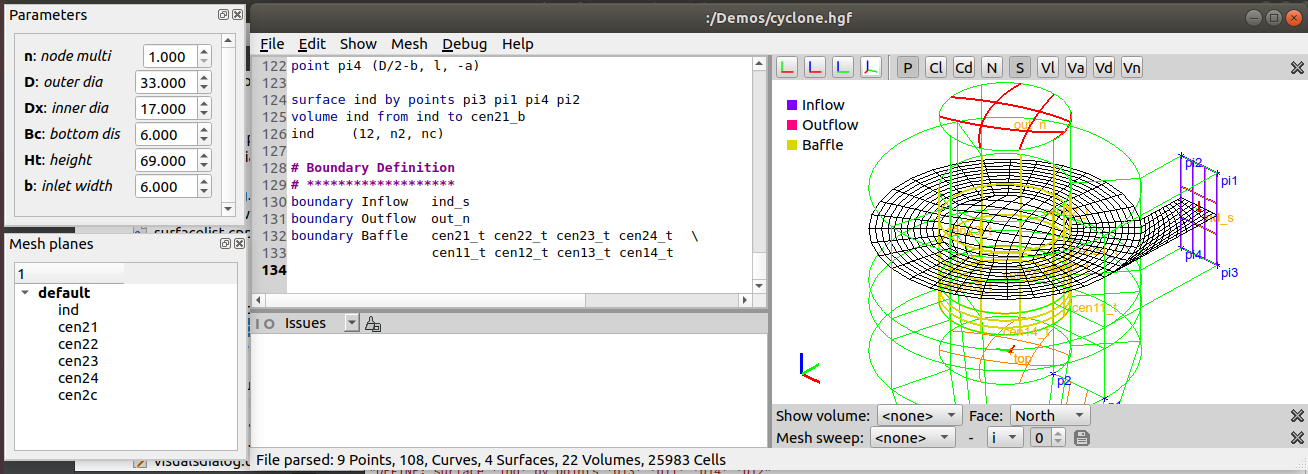 Parameters
n: node multi 1.000
D: outer dia 33.000
Dx: inner dia 17.000
Bc: bottom dis 6.000
Ht: height 69.000
b: inlet width 6.000
Mesh planes
1
default
ind
cen21
cen22
cen23
cen24
cen2c
:/Demos/cyclone.hgf
File Edit Show Mesh Debug Help
122 point pi4 (D/2-b, l, -a)
123
124 surface ind by points pi3 pi1 pi4 pi2
125 volume ind from ind to cen21_b
126 ind (12, n2, nc)
127
128 # Boundary Definition
129 # *******************
130 boundary Inflow ind_s
131 boundary Outflow out_n
132 boundary Baffle cen21_t cen22_t cen23_t cen24_t \
133 cen11_t cen12_t cen13_t cen14_t
134
Issues
P Cl Cd N S Vl Va Vd Vn
Inflow
Outflow
Baffle
out_n
pi2
pi1
pi4
pi3
cen11_t
cen14_t
top
p2
Show volume: <none> Face: North
Mesh sweep: <none> - i 0
File parsed: 9 Points, 108, Curves, 4 Surfaces, 22 Volumes, 25983 Cells